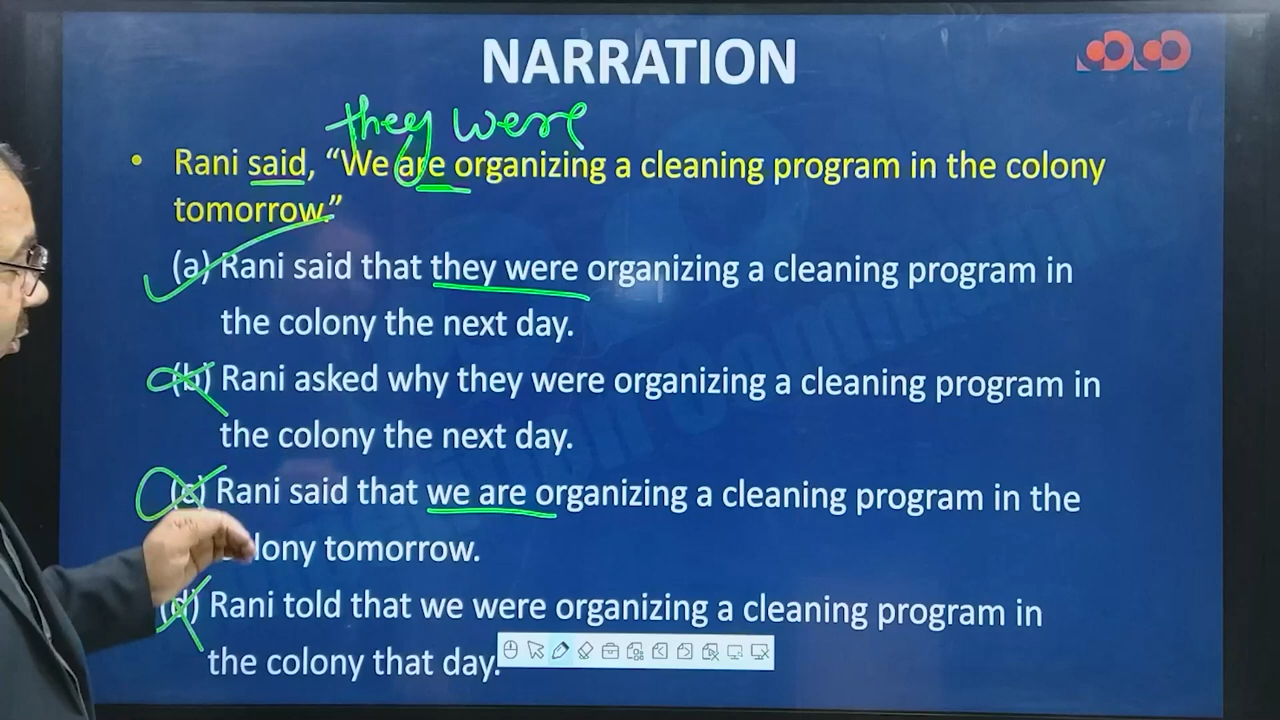 NARRATION
they were
• Rani said, “We are organizing a cleaning program in the colony
tomorrow.”
(a) Rani said that they were organizing a cleaning program in
the colony the next day.
(b) Rani asked why they were organizing a cleaning program in
the colony the next day.
(c) Rani said that we are organizing a cleaning program in the
colony tomorrow.
(d) Rani told that we were organizing a cleaning program in
the colony that day.